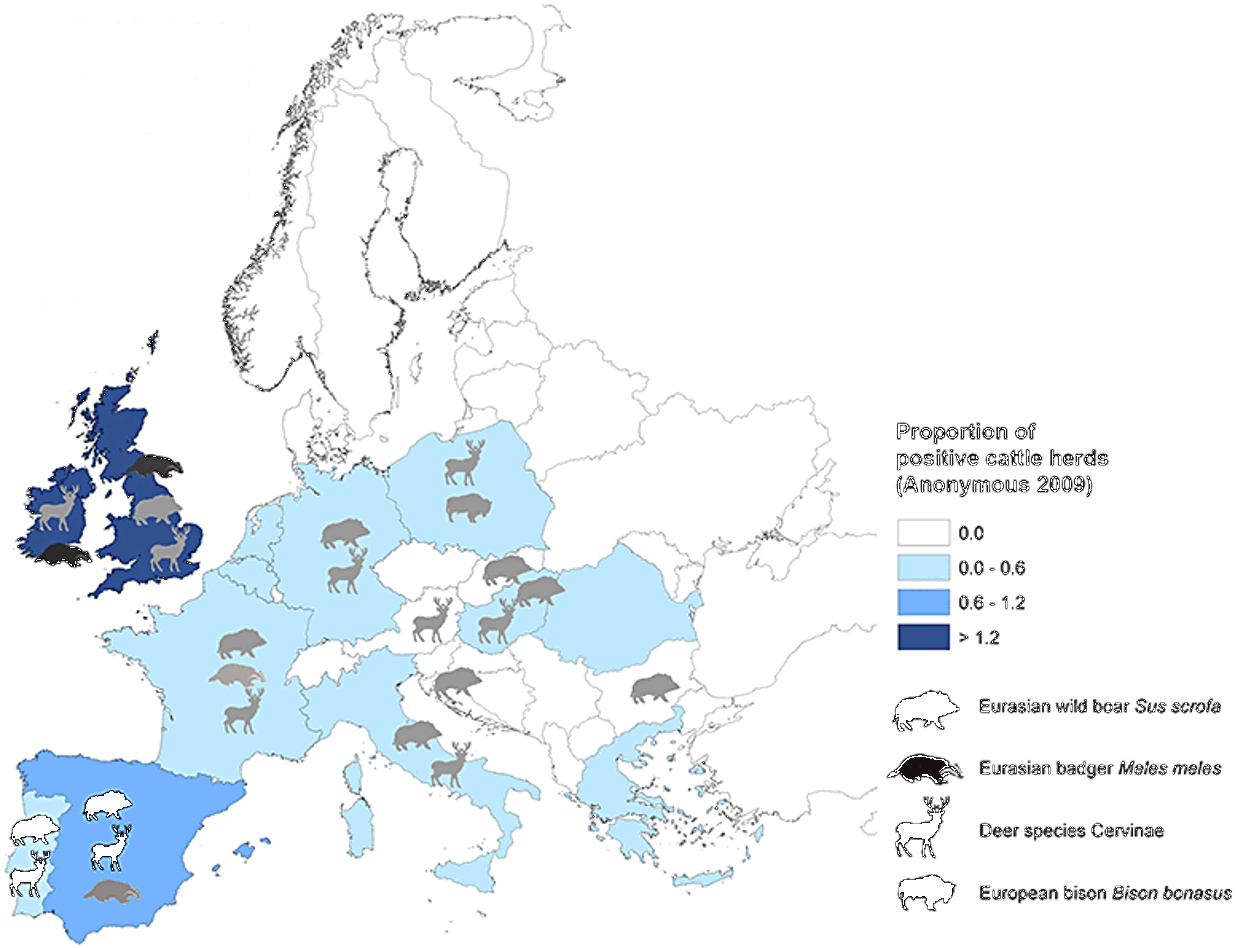 Proportion of
positive cattle herds
(Anonymous 2009)
0.0
0.0 - 0.6
0.6 - 1.2
> 1.2
Eurasian wild boar Sus scrofa
Eurasian badger Meles meles
Deer species Cervinae
European bison Bison bonasus